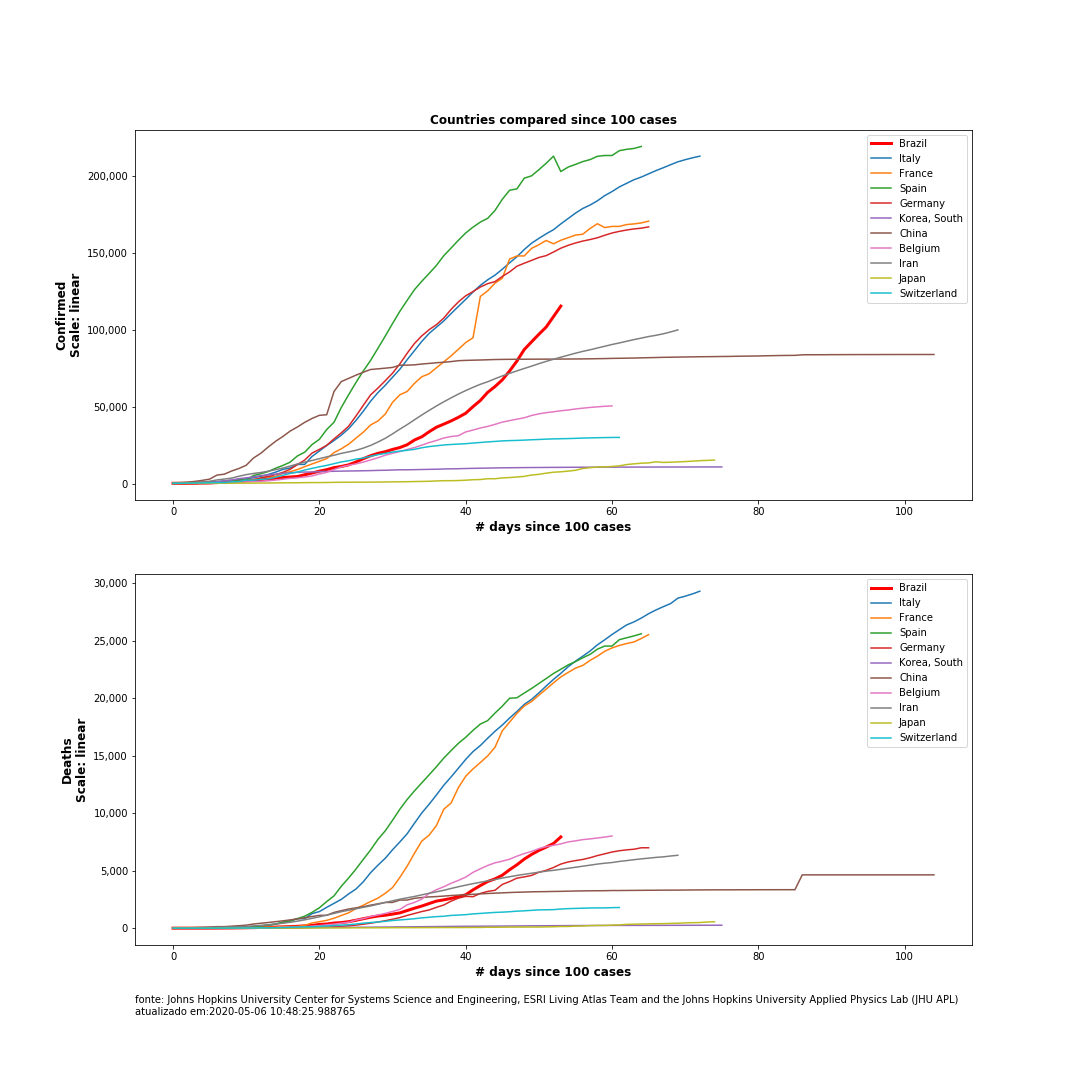 Countries compared since 100 cases
Confirmed
Scale: linear
200,000
150,000
100,000
50,000
0
0
20
40
60
80
100
# days since 100 cases
Brazil
Italy
France
Spain
Germany
Korea, South
China
Belgium
Iran
Japan
Switzerland
Deaths
Scale: linear
30,000
25,000
20,000
15,000
10,000
5,000
0
0
20
40
60
80
100
# days since 100 cases
Brazil
Italy
France
Spain
Germany
Korea, South
China
Belgium
Iran
Japan
Switzerland
fonte: Johns Hopkins University Center for Systems Science and Engineering, ESRI Living Atlas Team and the Johns Hopkins University Applied Physics Lab (JHU APL)
atualizado em:2020-05-06 10:48:25.988765